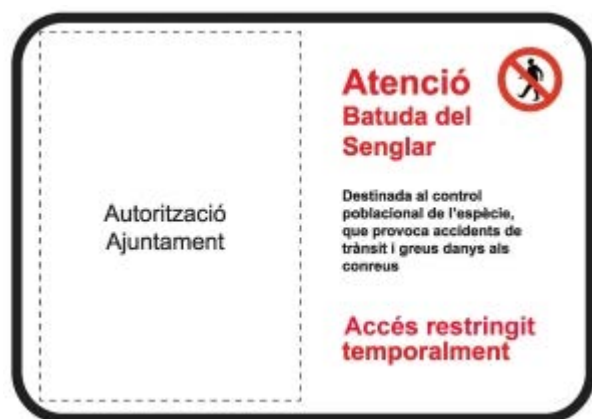 Autorització
Ajuntament
Atenció
Batuda del
Senglar
Destinada al control
poblacional de l'espècie,
que provoca accidents de
trànsit i greus danys als
conreus
Accés restringit
temporalment